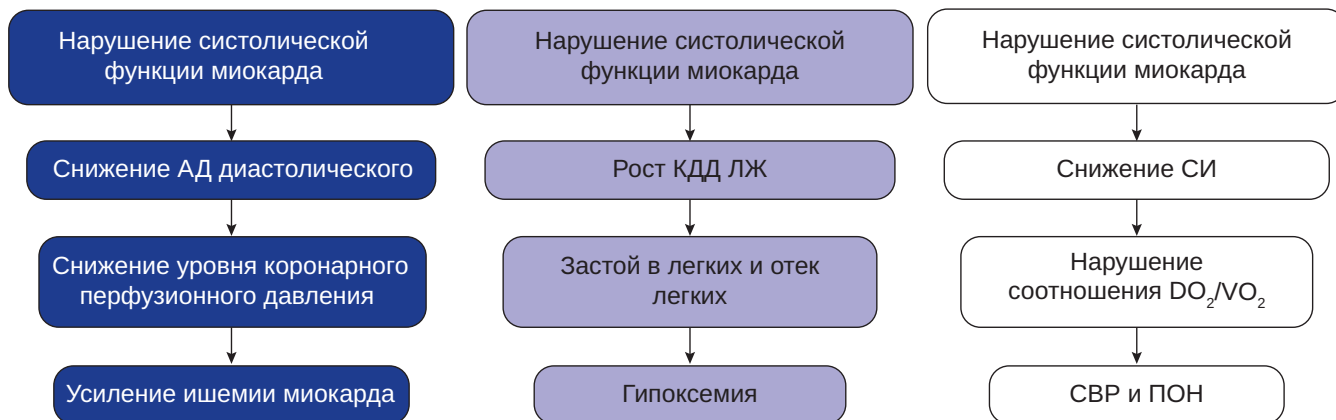 Нарушение систолической
функции миокарда
Снижение АД диастолического
Снижение уровня коронарного
перфузионного давления
Усиление ишемии миокарда
Нарушение систолической
функции миокарда
Рост КДД ЛЖ
Застой в легких и отек
легких
Гипоксемия
Нарушение систолической
функции миокарда
Снижение СИ
Нарушение
соотношения DO₂/VO₂
СВР и ПОН